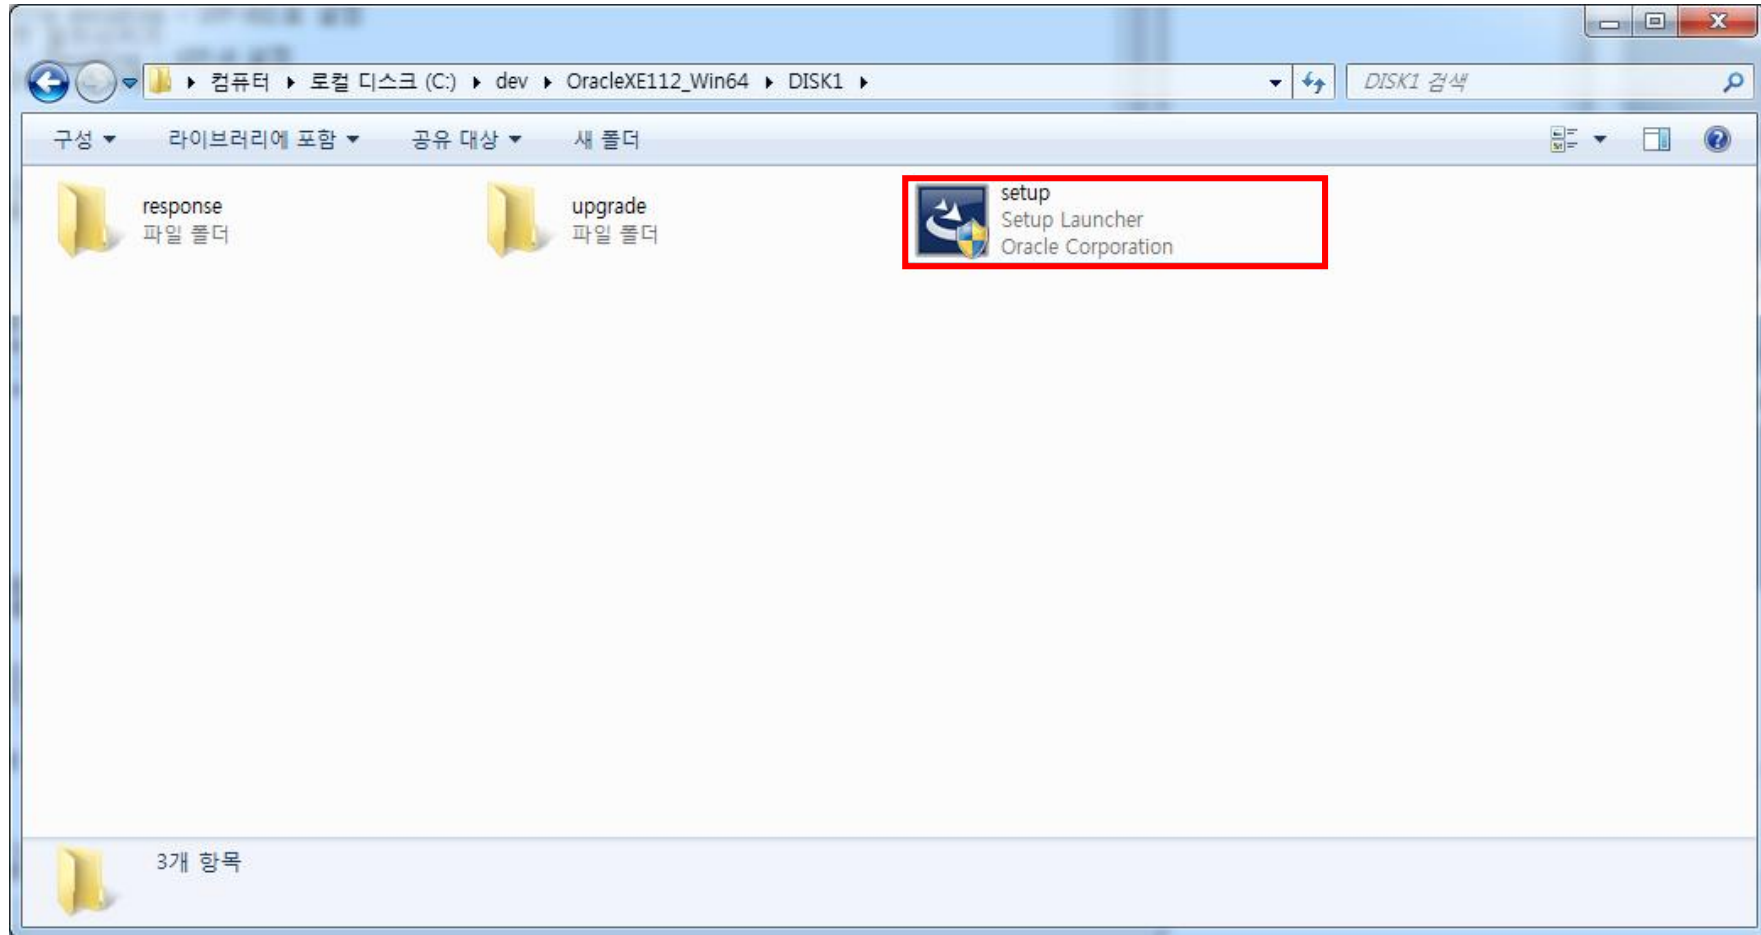 컴퓨터 로컬 디스크 (C:) dev OracleXE112_Win64 DISK1
DISK1 검색
구성 라이브러리에 포함 공유 대상 새 폴더
response
파일 폴더
upgrade
파일 폴더
setup
Setup Launcher
Oracle Corporation
3개 항목